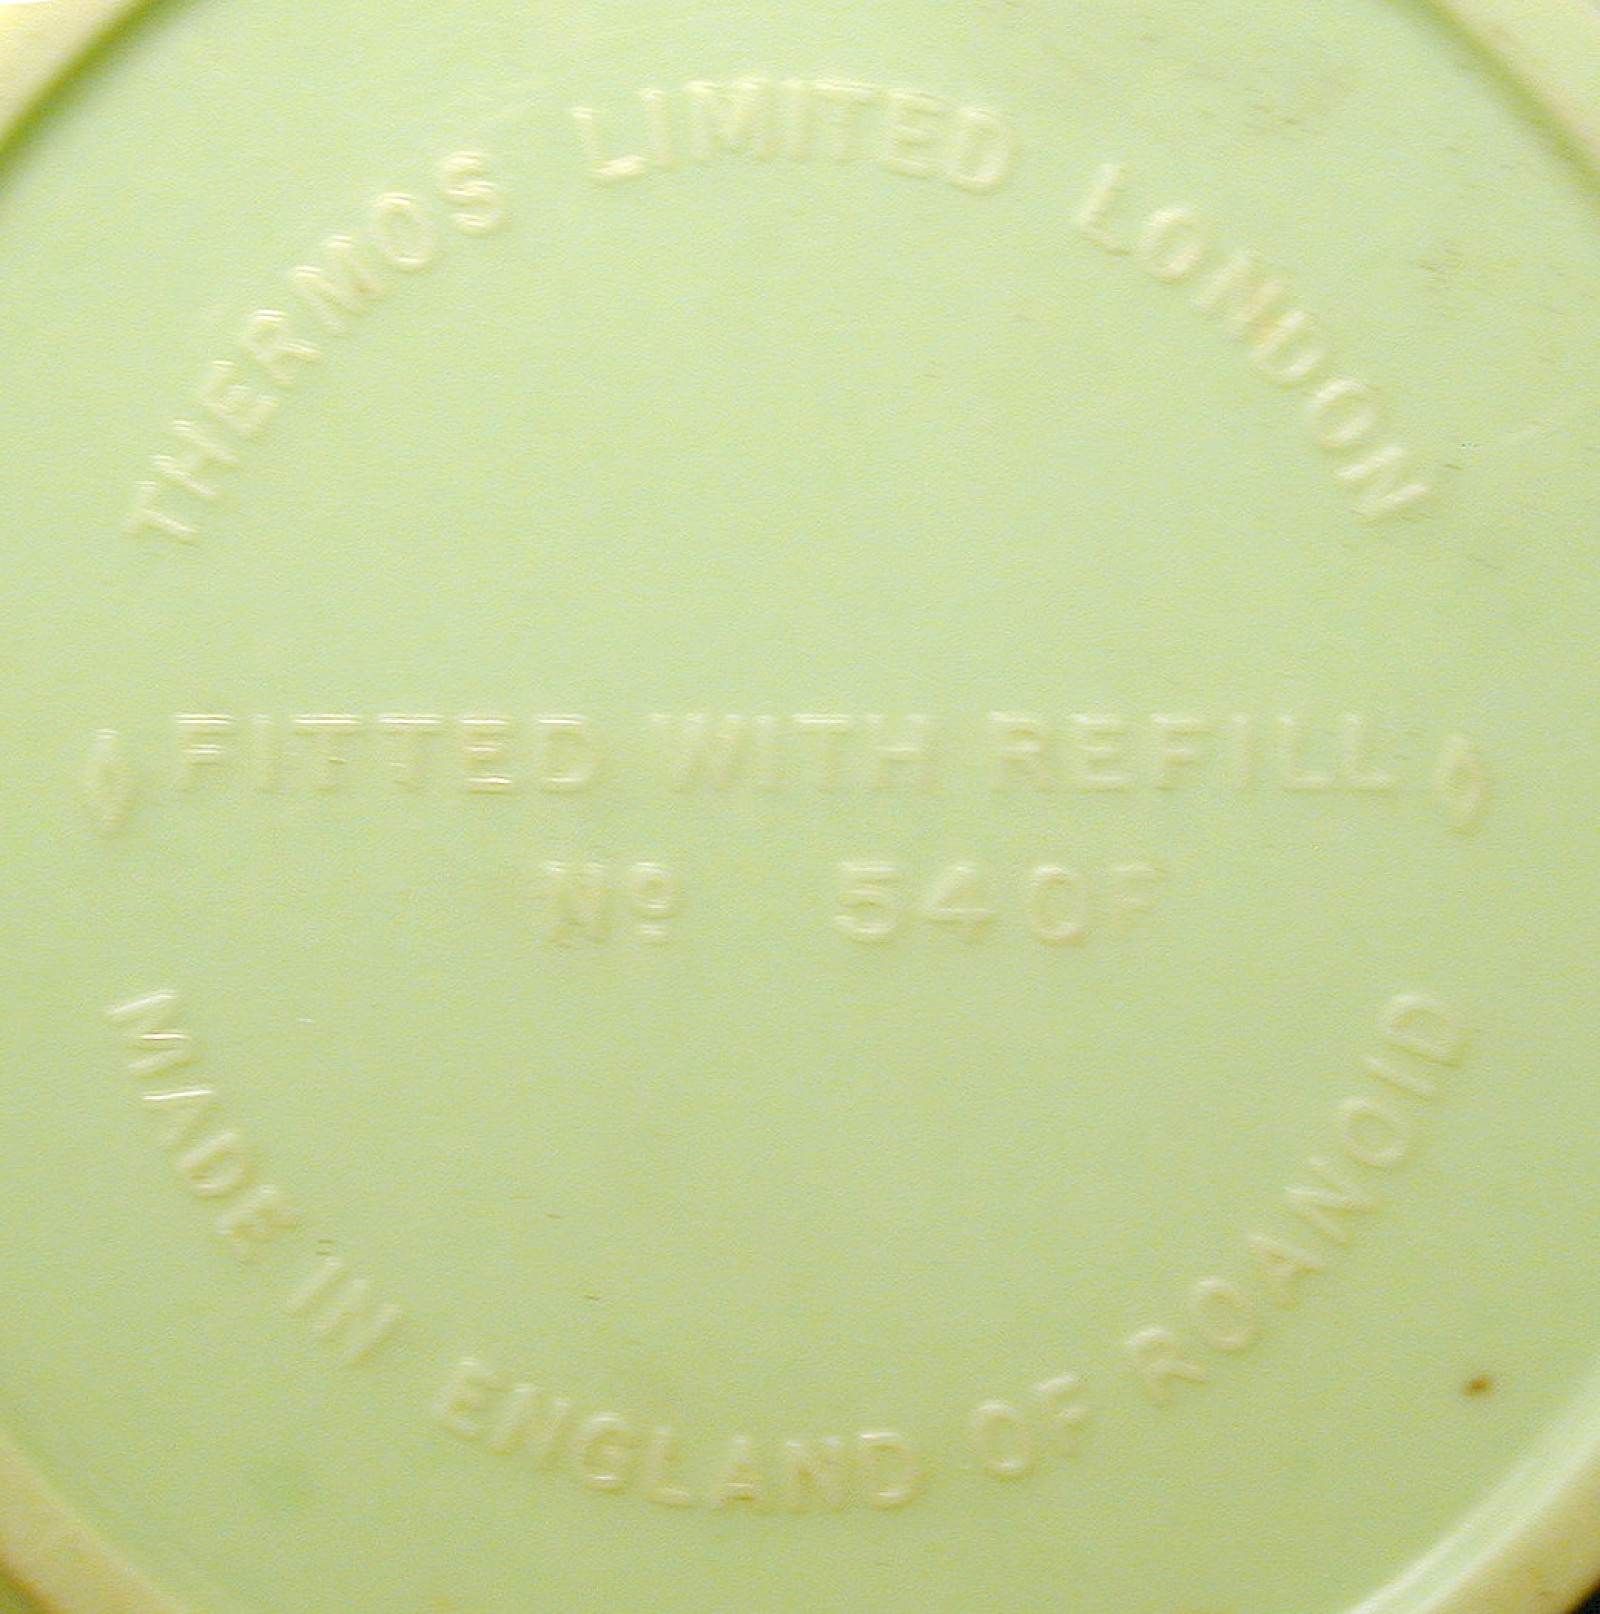 THERMOS LIMITED LONDON
FITTED WITH REFILL
Nº 540F
MADE IN ENGLAND OF ROANOID